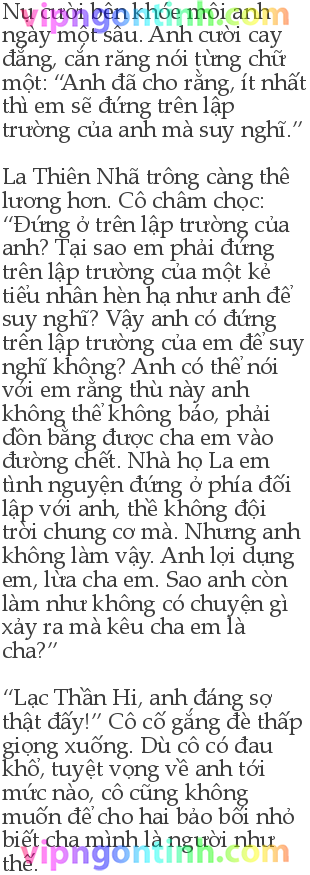 Nụ cười bên khóe môi anh
ngày một sâu. Anh cười cay
đắng, cắn răng nói từng chữ
một: “Anh đã cho rằng, ít nhất
thì em sẽ đứng trên lập
trường của anh mà suy nghĩ.”
La Thiên Nhã trông càng thê
lương hơn. Cô châm chọc:
“Đứng ở trên lập trường của
anh? Tại sao em phải đứng
trên lập trường của một kẻ
tiểu nhân hèn hạ như anh để
suy nghĩ? Vậy anh có đứng
trên lập trường của em để suy
nghĩ không? Anh có thể nói
với em rằng thù này anh
không thể không báo, phải
dồn bằng được cha em vào
đường chết. Nhà họ La em
tình nguyện đứng ở phía đối
lập với anh, thề không đội
trời chung cơ mà. Nhưng anh
không làm vậy. Anh lợi dụng
em, lừa cha em. Sao anh còn
làm như không có chuyện gì
xảy ra mà kêu cha em là
cha?”
“Lạc Thần Hi, anh đáng sợ
thật đấy!” Cô cố gắng đè thấp
giọng xuống. Dù cô có đau
khổ, tuyệt vọng về anh tới
mức nào, cô cũng không
muốn để cho hai bảo bối nhỏ
biết cha mình là người như
thế.
vipngontinh.com
vipngontinh.com